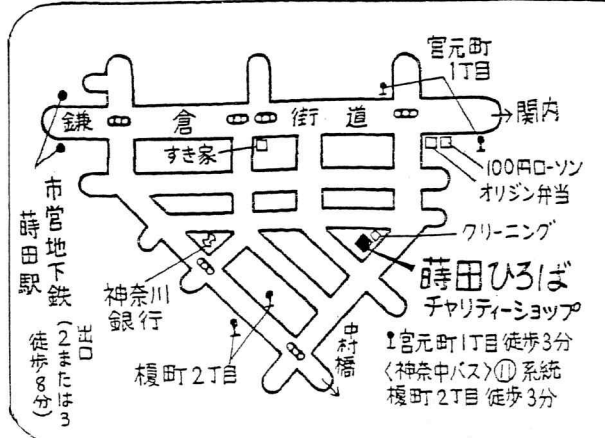 宮元町
1丁目
鎌倉街道
→関内
すき家
100円ローソン
オリジン弁当
市営地下鉄
蒔田駅
出口
(2または3
徒歩8分)
クリーニング
神奈川
銀行
蒔田ひろば
チャリティーショップ
中村橋
榎町2丁目
宮元町1丁目徒歩3分
〈神奈中バス〉⑪系統
榎町2丁目徒歩3分